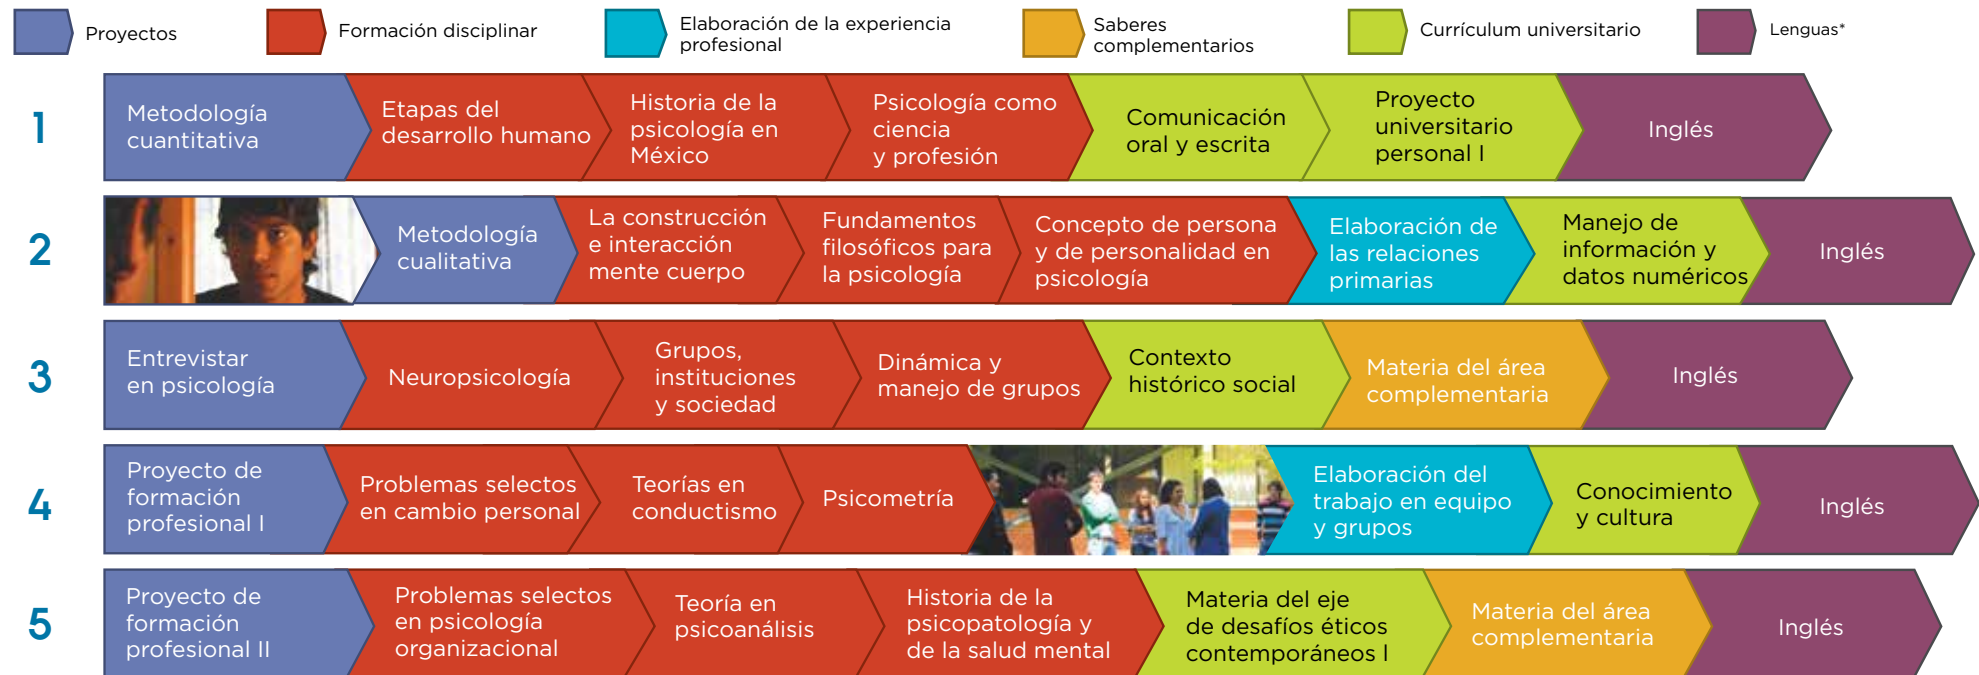 Proyectos
Formación disciplinar
Elaboración de la experiencia
profesional
Saberes
complementarios
Currículum universitario
Lenguas*
1
Metodología
cuantitativa
Etapas del
desarrollo humano
Historia de la
psicología en
México
Psicología como
ciencia
y profesión
Comunicación
oral y escrita
Proyecto
universitario
personal I
Inglés
2
Metodología
cualitativa
La construcción
e interacción
mente cuerpo
Fundamentos
filosóficos para
la psicología
Concepto de persona
y de personalidad en
psicología
Elaboración de
las relaciones
primarias
Manejo de
información y
datos numéricos
Inglés
3
Entrevistar
en psicología
Neuropsicología
Grupos,
instituciones
y sociedad
Dinámica y
manejo de grupos
Contexto
histórico social
Materia del área
complementaria
Inglés
4
Proyecto de
formación
profesional I
Problemas selectos
en cambio personal
Teorías en
conductismo
Psicometría
Elaboración del
trabajo en equipo
y grupos
Conocimiento
y cultura
Inglés
5
Proyecto de
formación
profesional II
Problemas selectos
en psicología
organizacional
Teoría en
psicoanálisis
Historia de la
psicopatología y
de la salud mental
Materia del eje
de desafíos éticos
contemporáneos I
Materia del área
complementaria
Inglés